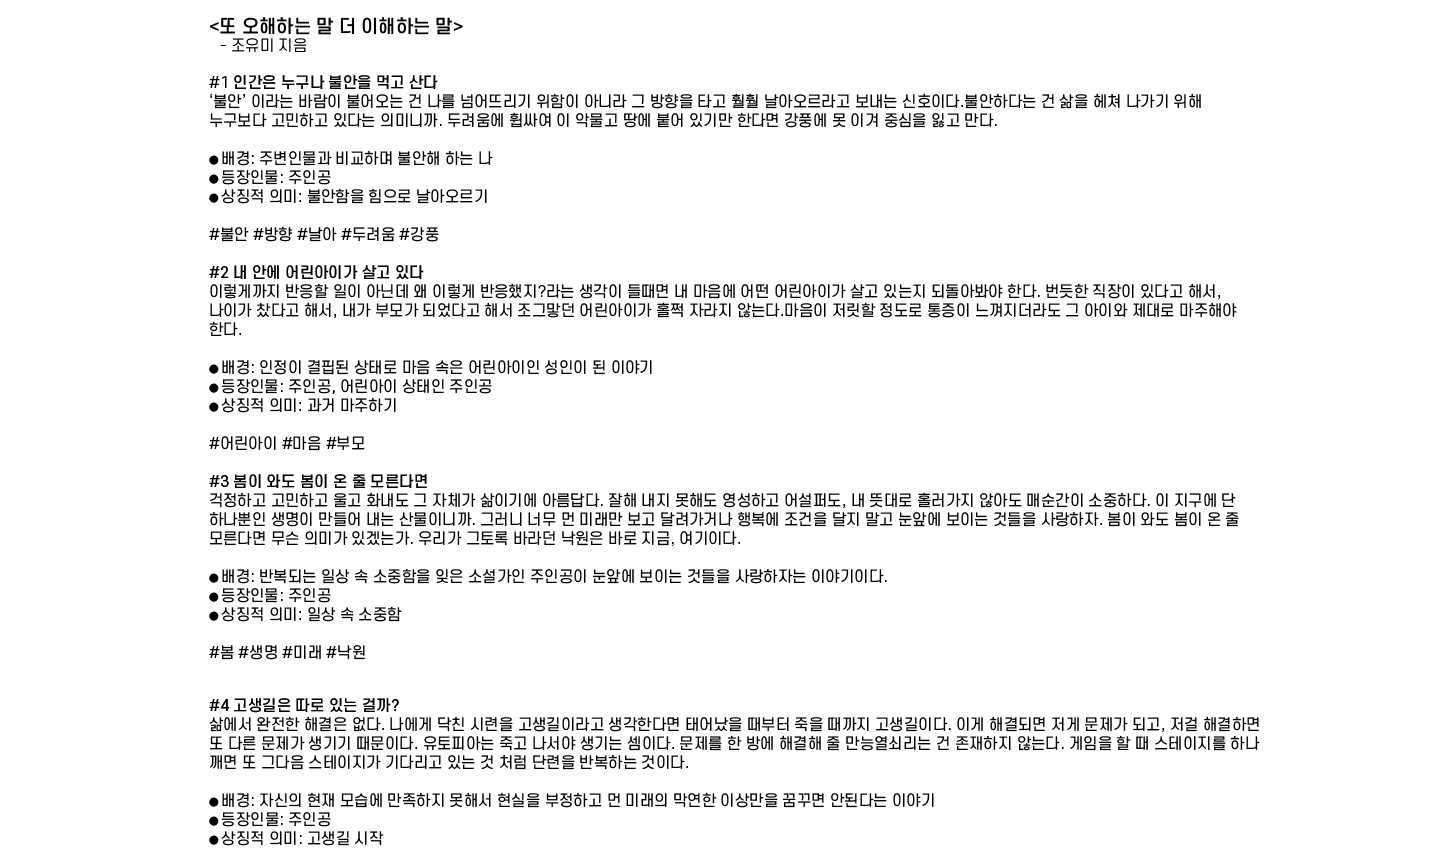 <또 오해하는 말 더 이해하는 말>
- 조유미 지음
#1 인간은 누구나 불안을 먹고 산다
‘불안’ 이라는 바람이 불어오는 건 나를 넘어뜨리기 위함이 아니라 그 방향을 타고 훨훨 날아오르라고 보내는 신호이다.불안하다는 건 삶을 헤쳐 나가기 위해
누구보다 고민하고 있다는 의미니까. 두려움에 휩싸여 이 악물고 땅에 붙어 있기만 한다면 강풍에 못 이겨 중심을 잃고 만다.
●배경: 주변인물과 비교하며 불안해 하는 나
●등장인물: 주인공
●상징적 의미: 불안함을 힘으로 날아오르기
#불안 #방향 #날아 #두려움 #강풍
#2 내 안에 어린아이가 살고 있다
이렇게까지 반응할 일이 아닌데 왜 이렇게 반응했지?라는 생각이 들때면 내 마음에 어떤 어린아이가 살고 있는지 되돌아봐야 한다. 번듯한 직장이 있다고 해서,
나이가 찼다고 해서, 내가 부모가 되었다고 해서 조그맣던 어린아이가 훌쩍 자라지 않는다.마음이 저릿할 정도로 통증이 느껴지더라도 그 아이와 제대로 마주해야
한다.
●배경: 인정이 결핍된 상태로 마음 속은 어린아이인 성인이 된 이야기
●등장인물: 주인공, 어린아이 상태인 주인공
●상징적 의미: 과거 마주하기
#어린아이 #마음 #부모
#3 봄이 와도 봄이 온 줄 모른다면
걱정하고 고민하고 울고 화내도 그 자체가 삶이기에 아름답다. 잘해 내지 못해도 엉성하고 어설퍼도, 내 뜻대로 흘러가지 않아도 매순간이 소중하다. 이 지구에 단
하나뿐인 생명이 만들어 내는 산물이니까. 그러니 너무 먼 미래만 보고 달려가거나 행복에 조건을 달지 말고 눈앞에 보이는 것들을 사랑하자. 봄이 와도 봄이 온 줄
모른다면 무슨 의미가 있겠는가. 우리가 그토록 바라던 낙원은 바로 지금, 여기이다.
●배경: 반복되는 일상 속 소중함을 잊은 소설가인 주인공이 눈앞에 보이는 것들을 사랑하자는 이야기이다.
●등장인물: 주인공
●상징적 의미: 일상 속 소중함
#봄 #생명 #미래 #낙원
#4 고생길은 따로 있는 걸까?
삶에서 완전한 해결은 없다. 나에게 닥친 시련을 고생길이라고 생각한다면 태어났을 때부터 죽을 때까지 고생길이다. 이게 해결되면 저게 문제가 되고, 저걸 해결하면
또 다른 문제가 생기기 때문이다. 유토피아는 죽고 나서야 생기는 셈이다. 문제를 한 방에 해결해 줄 만능열쇠리는 건 존재하지 않는다. 게임을 할 때 스테이지를 하나
깨면 또 그다음 스테이지가 기다리고 있는 것 처럼 단련을 반복하는 것이다.
●배경: 자신의 현재 모습에 만족하지 못해서 현실을 부정하고 먼 미래의 막연한 이상만을 꿈꾸면 안된다는 이야기
●등장인물: 주인공
●상징적 의미: 고생길 시작